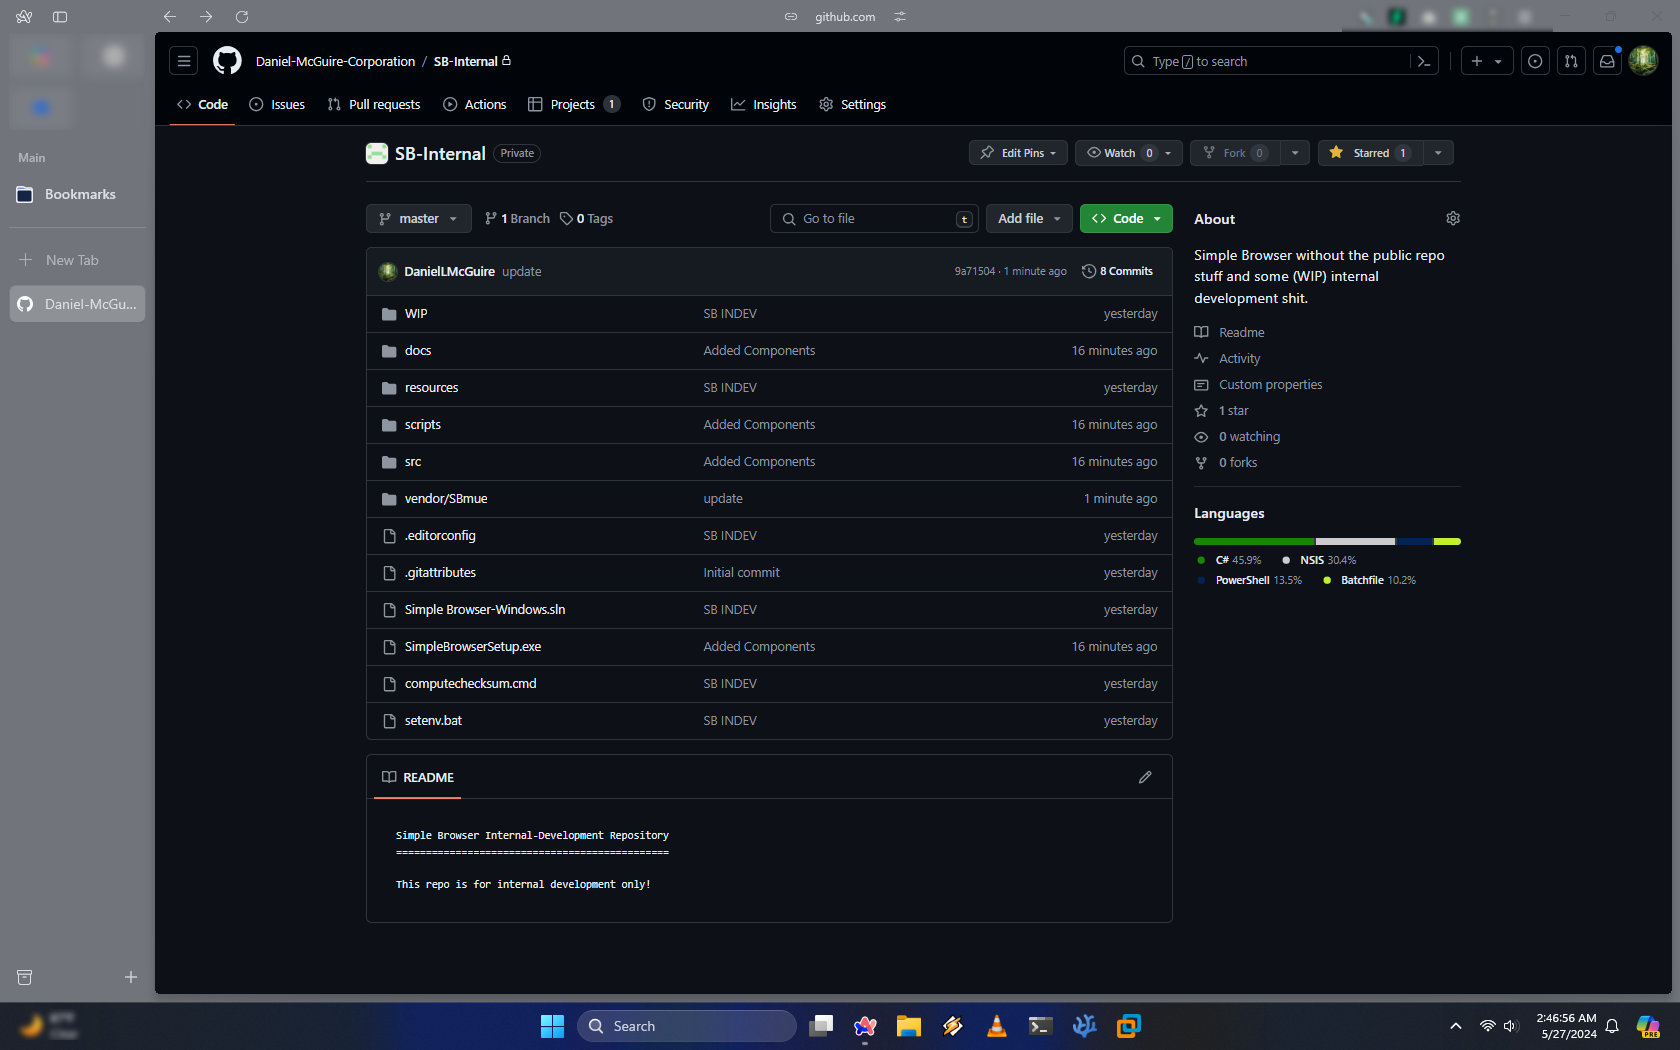 github.com
Daniel-McGuire-Corporation / SB-Internal
Type / to search
Code
Issues
Pull requests
Actions
Projects 1
Security
Insights
Settings
Main
Bookmarks
New Tab
Daniel-McGu...
SB-Internal Private
Edit Pins
Watch 0
Fork 0
Starred 1
master
1 Branch
0 Tags
Go to file t
Add file
Code
DanielLMcGuire update 9a71504 · 1 minute ago 8 Commits
WIP SB INDEV yesterday
docs Added Components 16 minutes ago
resources SB INDEV yesterday
scripts Added Components 16 minutes ago
src Added Components 16 minutes ago
vendor/SBmue update 1 minute ago
.editorconfig SB INDEV yesterday
.gitattributes Initial commit yesterday
Simple Browser-Windows.sln SB INDEV yesterday
SimpleBrowserSetup.exe Added Components 16 minutes ago
computechecksum.cmd SB INDEV yesterday
setenv.bat SB INDEV yesterday
README
Simple Browser Internal-Development Repository
==============================================
This repo is for internal development only!
About
Simple Browser without the public repo
stuff and some (WIP) internal
development shit.
Readme
Activity
Custom properties
1 star
0 watching
0 forks
Languages
C# 45.9% NSIS 30.4%
PowerShell 13.5% Batchfile 10.2%
Search
2:46:56 AM
5/27/2024
PRE